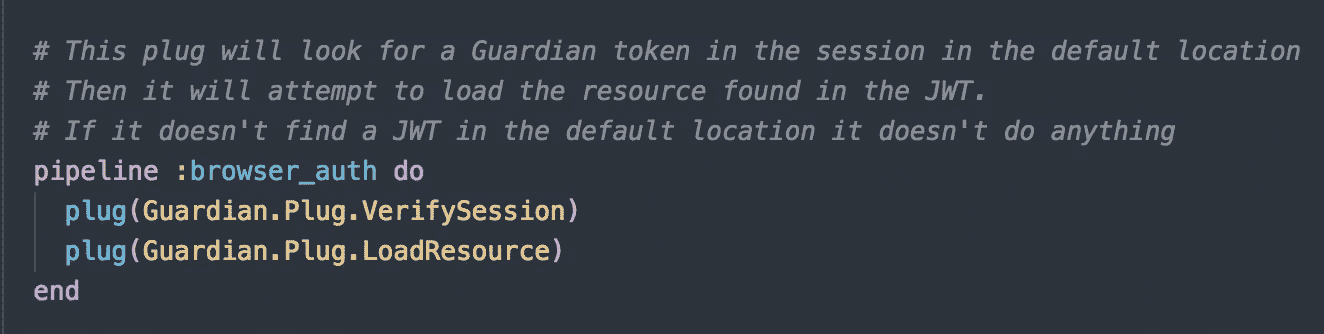 # This plug will look for a Guardian token in the session in the default location
# Then it will attempt to load the resource found in the JWT.
# If it doesn't find a JWT in the default location it doesn't do anything
pipeline :browser_auth do
  plug(Guardian.Plug.VerifySession)
  plug(Guardian.Plug.LoadResource)
end